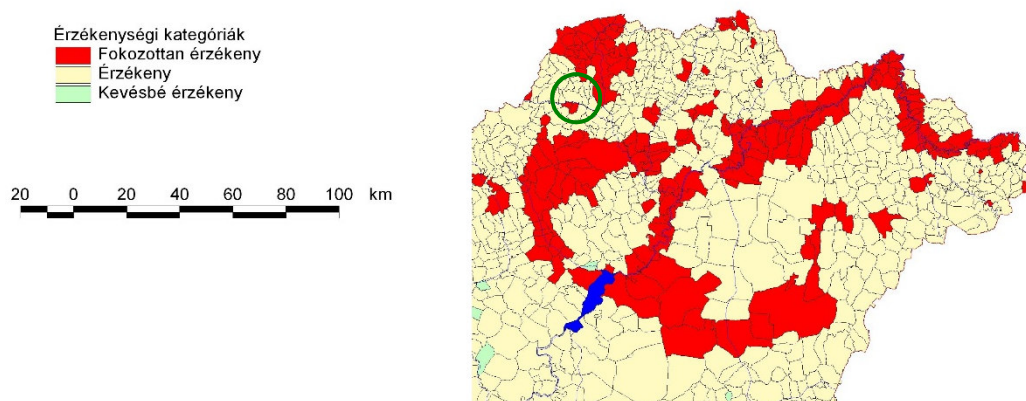 Érzékenységi kategóriák
Fokozottan érzékeny
Érzékeny
Kevésbé érzékeny
20 0 20 40 60 80 100 km